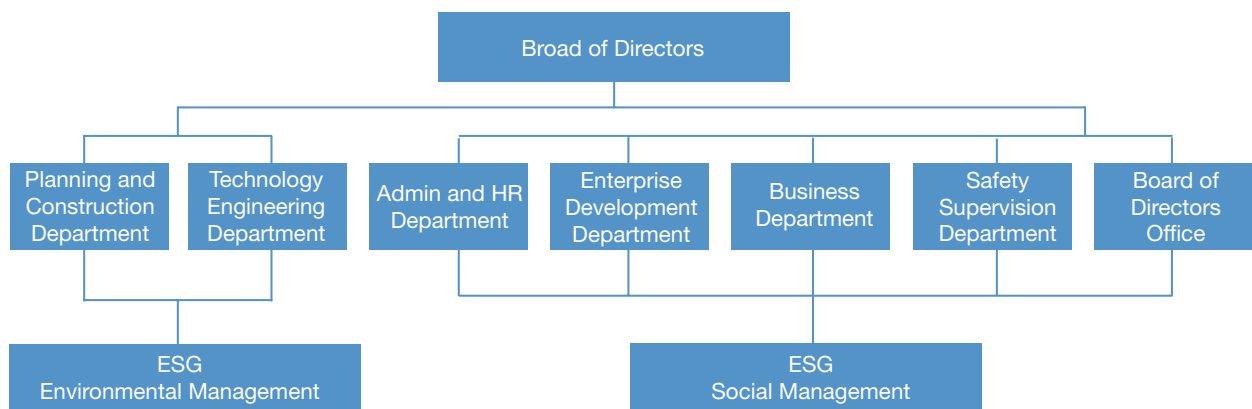 Broad of Directors
Planning and
Construction
Department
Technology
Engineering
Department
Admin and HR
Department
Enterprise
Development
Department
Business
Department
Safety
Supervision
Department
Board of
Directors
Office
ESG
Environmental Management
ESG
Social Management